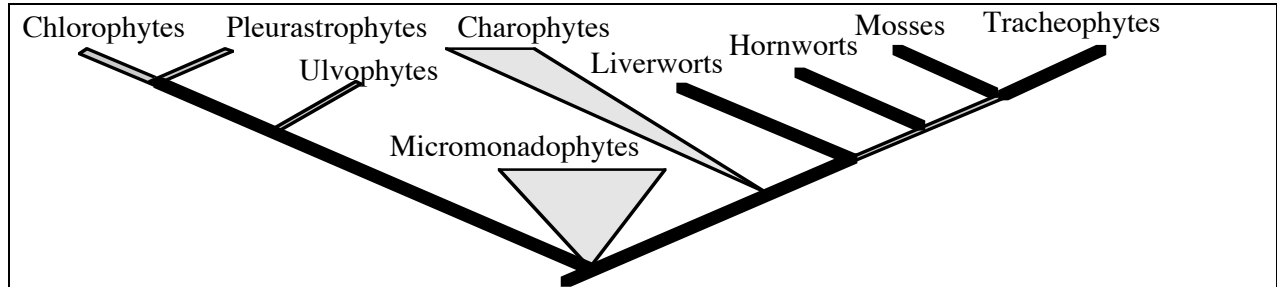 Chlorophytes
Pleurastrophytes
Charophytes
Mosses
Tracheophytes
Hornworts
Liverworts
Ulvophytes
Micromonadophytes